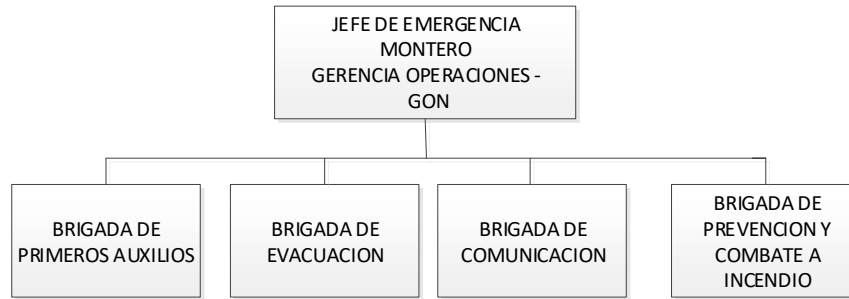 JEFE DE EMERGENCIA
MONTERO
GERENCIA OPERACIONES -
GON
BRIGADA DE
PRIMEROS AUXILIOS
BRIGADA DE
EVACUACION
BRIGADA DE
COMUNICACION
BRIGADA DE
PREVENCION Y
COMBATE A
INCENDIO